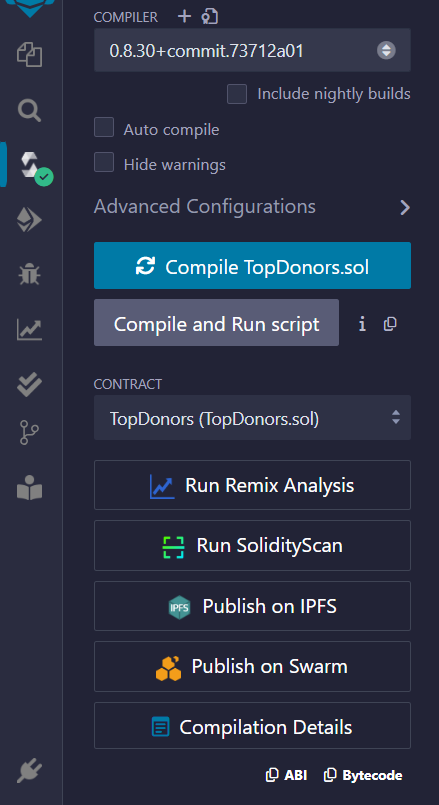 COMPILER
0.8.30+commit.73712a01
Include nightly builds
Auto compile
Hide warnings
Advanced Configurations
Compile TopDonors.sol
Compile and Run script
CONTRACT
TopDonors (TopDonors.sol)
Run Remix Analysis
Run SolidityScan
IPFS Publish on IPFS
Publish on Swarm
Compilation Details
ABI Bytecode